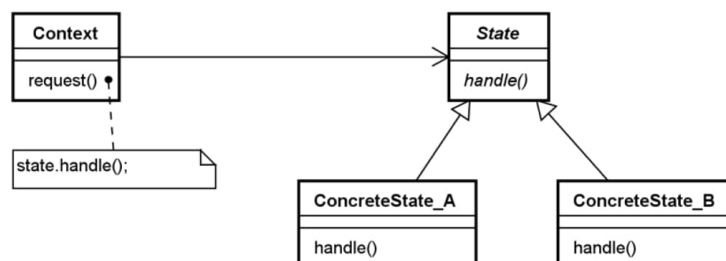 Context
State
request()
handle()
state.handle();
ConcreteState_A
ConcreteState_B
handle()
handle()